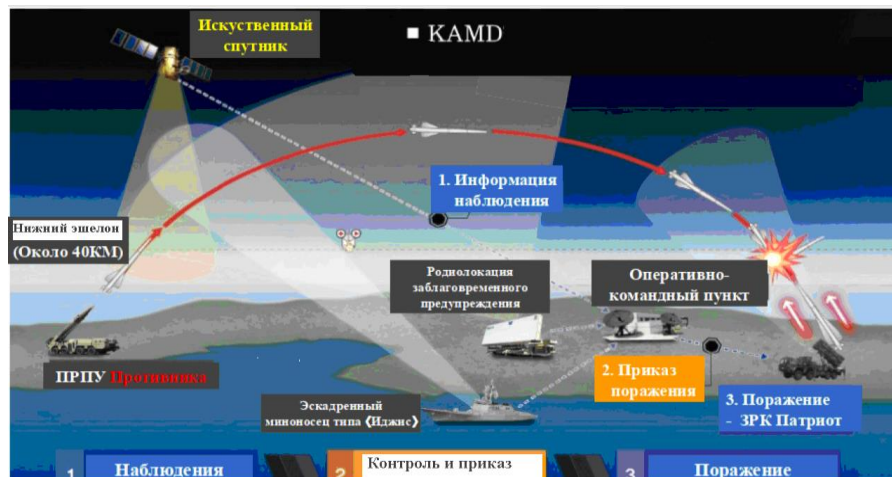 Искуственный
спутник
■ KAMD
1. Информация
наблюдения
Нижний эшелон
(Около 40КМ)
Родиолокация
заблаговременного
предупреждения
Оперативно-
командный пункт
ПРПУ Противника
2. Приказ
поражения
Эскадренный
миноносец типа《Иджис》
3. Поражение
- ЗРК Патриот
1 Наблюдения
2 Контроль и приказ
3 Поражение